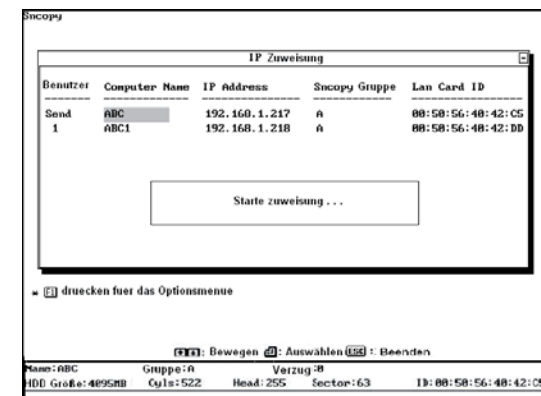 Sncopy
IP Zuweisung
Benutzer Computer Name IP Address Sncopy Gruppe Lan Card ID
Send ABC 192.168.1.217 A 00:50:56:40:42:C5
1 ABC1 192.168.1.218 A 00:50:56:40:42:DD
Starte zuweisung ...
* F1 druecken fuer das Optionsmenue
: Bewegen : Auswählen ESC : Beenden
Name:ABC Gruppe:A Verzug:0
HDD Größe:4095MB Cyls:522 Head:255 Sector:63 ID:00:50:56:40:42:C5